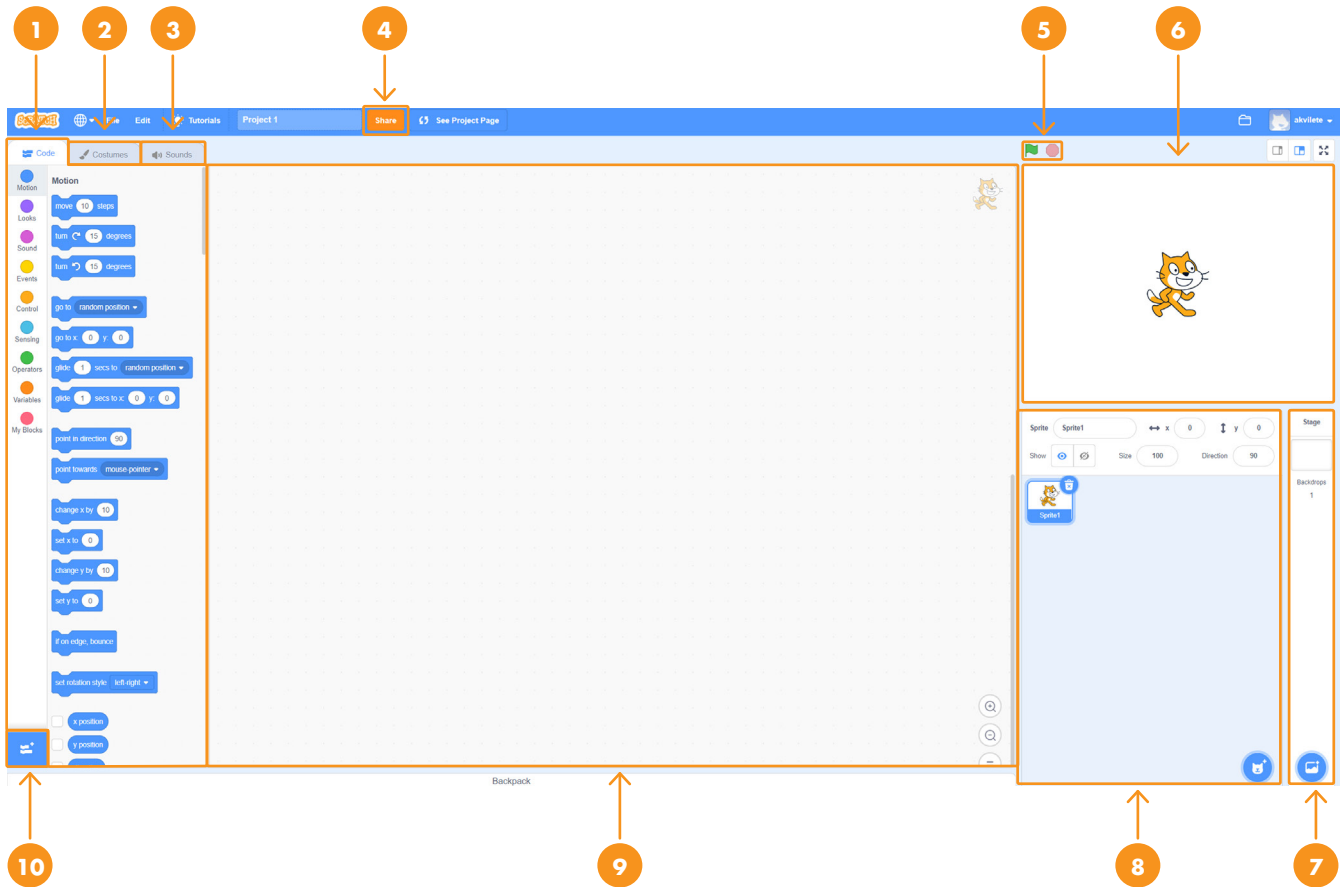 1 2 3 4 5 6
SCRATCH File Edit Tutorials Project 1 Share See Project Page akvilete
Code Costumes Sounds
Motion
Looks
Sound
Events
Control
Sensing
Operators
Variables
My Blocks
Motion
move 10 steps
turn 15 degrees
turn 15 degrees
go to random position
go to x: 0 y: 0
glide 1 secs to random position
glide 1 secs to x: 0 y: 0
point in direction 90
point towards mouse-pointer
change x by 10
set x to 0
change y by 10
set y to 0
if on edge, bounce
set rotation style left-right
x position
y position
Sprite Sprite1 x 0 y 0
Show Size 100 Direction 90
Sprite1
Stage
Backdrops
1
Backpack
10 9 8 7